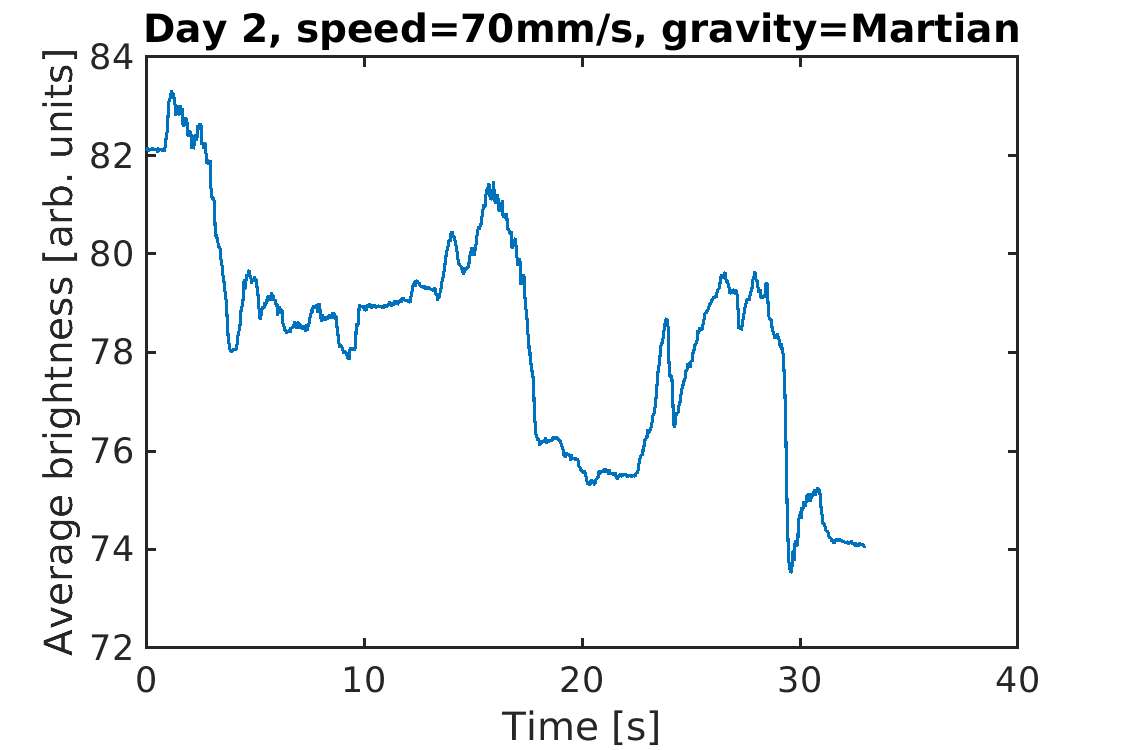 Day 2, speed=70mm/s, gravity=Martian
Average brightness [arb. units]
84
82
80
78
76
74
72
0 10 20 30 40
Time [s]